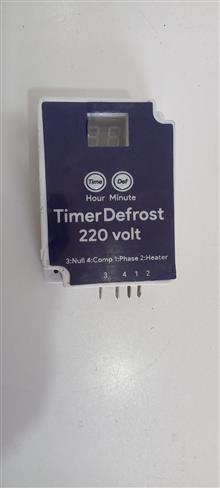 Time Def
Hour Minute
TimerDefrost
220 volt
3:Null 4:Comp 1:Phase 2:Heater
3 4 1 2